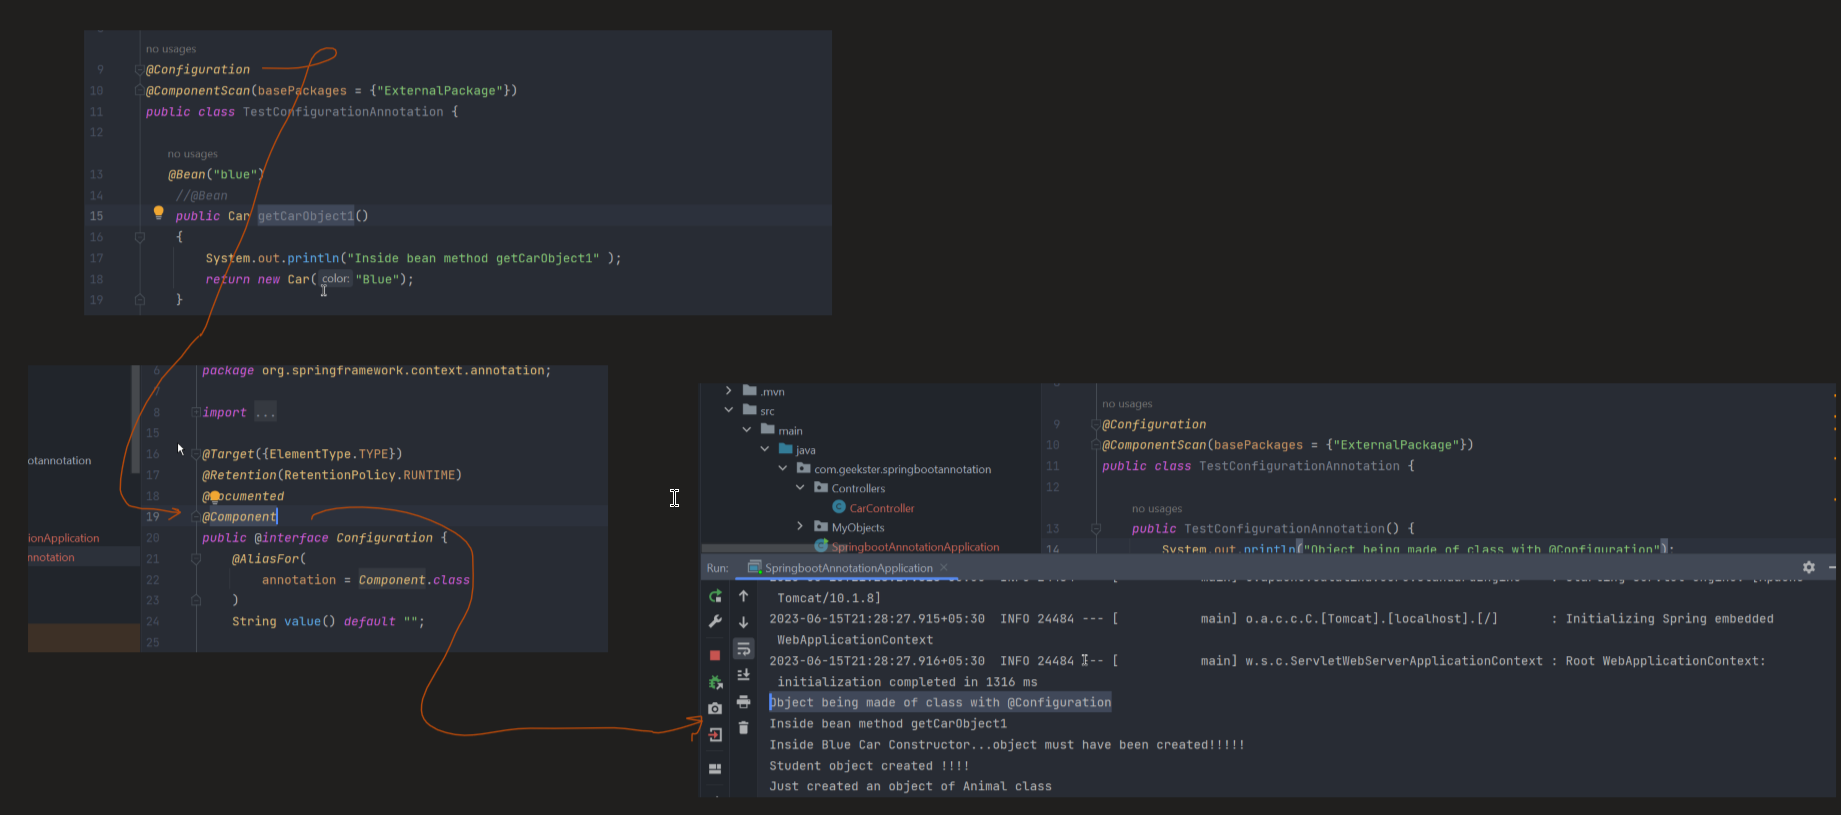 no usages
9 @Configuration
10 @ComponentScan(basePackages = {"ExternalPackage"})
11 public class TestConfigurationAnnotation {
12
no usages
13 @Bean("blue")
14 //@Bean
15 public Car getCarObject1()
16 {
17 System.out.println("Inside bean method getCarObject1" );
18 return new Car( color: "Blue");
19 }
6 package org.springframework.context.annotation;
7
8 import ...
15
16 @Target({ElementType.TYPE})
17 @Retention(RetentionPolicy.RUNTIME)
18 @Documented
19 @Component
20 public @interface Configuration {
21 @AliasFor(
22 annotation = Component.class
23 )
24 String value() default "";
25
otannotation
ionApplication
nnotation
.mvn
src
main
java
com.geekster.springbootannotation
Controllers
CarController
MyObjects
SpringbootAnnotationApplication
no usages
9 @Configuration
10 @ComponentScan(basePackages = {"ExternalPackage"})
11 public class TestConfigurationAnnotation {
12
no usages
13 public TestConfigurationAnnotation() {
14 System.out.println("Object being made of class with @Configuration");
Run: SpringbootAnnotationApplication
Tomcat/10.1.8]
2023-06-15T21:28:27.915+05:30 INFO 24484 --- [ main] o.a.c.c.C.[Tomcat].[localhost].[/] : Initializing Spring embedded
WebApplicationContext
2023-06-15T21:28:27.916+05:30 INFO 24484 --- [ main] w.s.c.ServletWebServerApplicationContext : Root WebApplicationContext:
initialization completed in 1316 ms
Object being made of class with @Configuration
Inside bean method getCarObject1
Inside Blue Car Constructor...object must have been created!!!!!
Student object created !!!!
Just created an object of Animal class